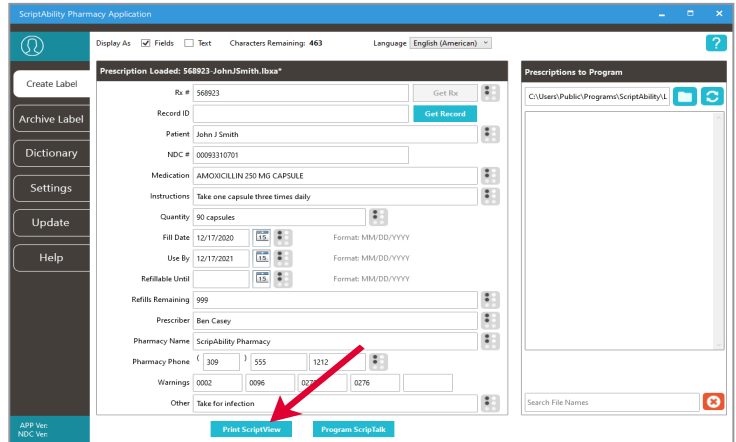 ScriptAbility Pharmacy Application
Display As Fields Text Characters Remaining: 463 Language English (American)
?
Create Label
Archive Label
Dictionary
Settings
Update
Help
APP Ver:
NDC Ver:
Prescription Loaded: 568923-JohnJSmith.lbxa*
Rx # 568923 Get Rx
Record ID Get Record
Patient John J Smith
NDC # 00093310701
Medication AMOXICILLIN 250 MG CAPSULE
Instructions Take one capsule three times daily
Quantity 90 capsules
Fill Date 12/17/2020 15 Format: MM/DD/YYYY
Use By 12/17/2021 15 Format: MM/DD/YYYY
Refillable Until 15 Format: MM/DD/YYYY
Refills Remaining 999
Prescriber Ben Casey
Pharmacy Name ScripAbility Pharmacy
Pharmacy Phone ( 309 ) 555 1212
Warnings 0002 0096 0276
Other Take for infection
Print ScriptView Program ScripTalk
Prescriptions to Program
C:\Users\Public\Programs\ScriptAbility\L
Search File Names